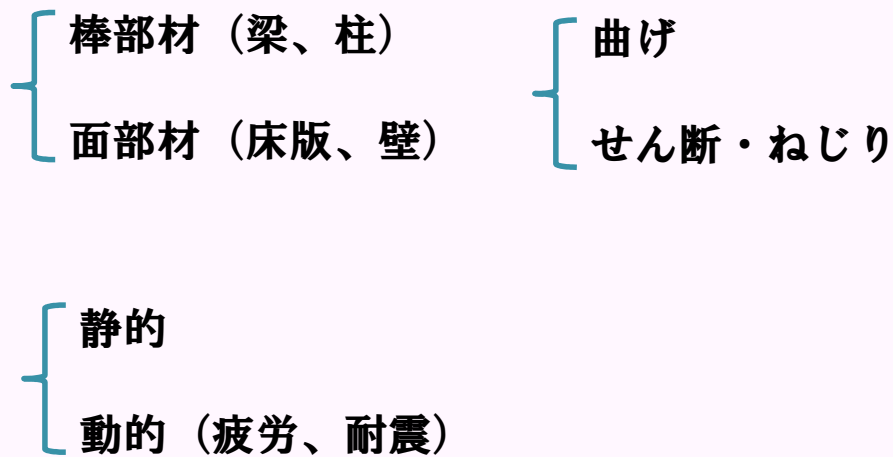 棒部材（梁、柱）
面部材（床版、壁）
曲げ
せん断・ねじり
静的
動的（疲労、耐震）